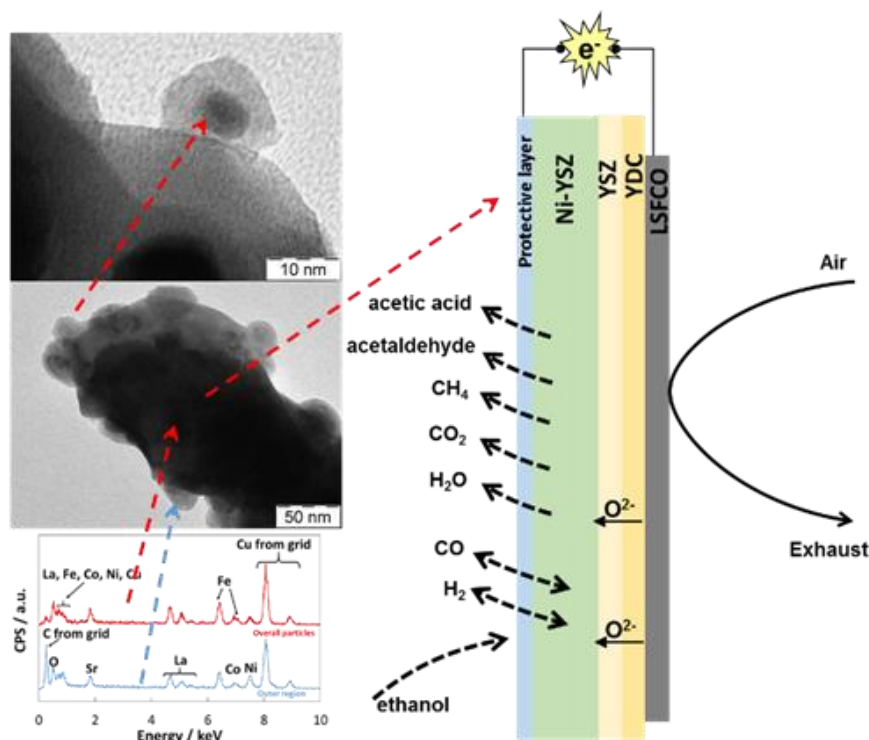 10 nm
50 nm
CPS / a.u.
La, Fe, Co, Ni, Cu
Cu from grid
Fe
Overall particles
C from grid
O
Sr
La
Co
Ni
Outer region
0
2
4
6
8
10
Energy / keV
e-
Protective layer
Ni-YSZ
YSZ
YDC
LSFCO
Air
Exhaust
acetic acid
acetaldehyde
CH₄
CO₂
H₂O
CO
H₂
ethanol
O²⁻
O²⁻